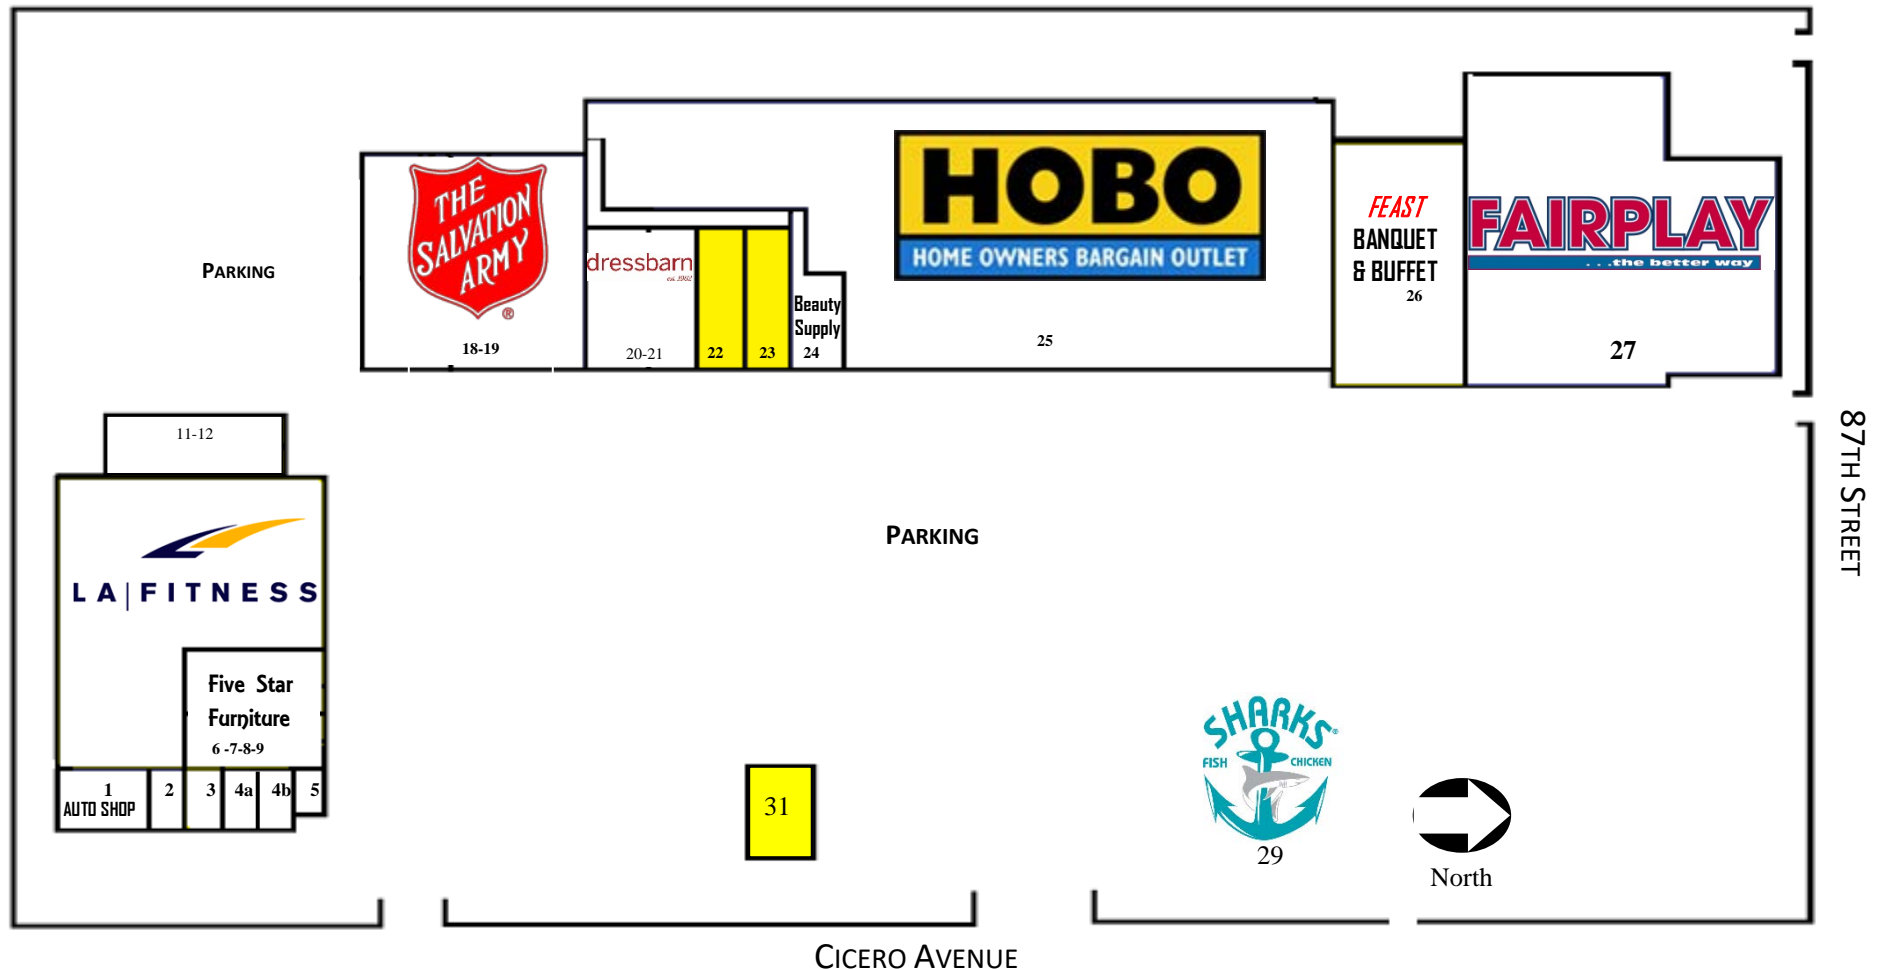 THE
SALVATION
ARMY
®
18-19
dressbarn
est. 1962
20-21
22
23
Beauty
Supply
24
HOBO
HOME OWNERS BARGAIN OUTLET
25
FEAST
BANQUET
& BUFFET
26
FAIRPLAY
...the better way
27
PARKING
11-12
LA|FITNESS
Five Star
Furniture
6 -7-8-9
1
AUTO SHOP
2
3
4a
4b
5
PARKING
31
SHARKS®
FISH CHICKEN
29
North
87TH STREET
CICERO AVENUE